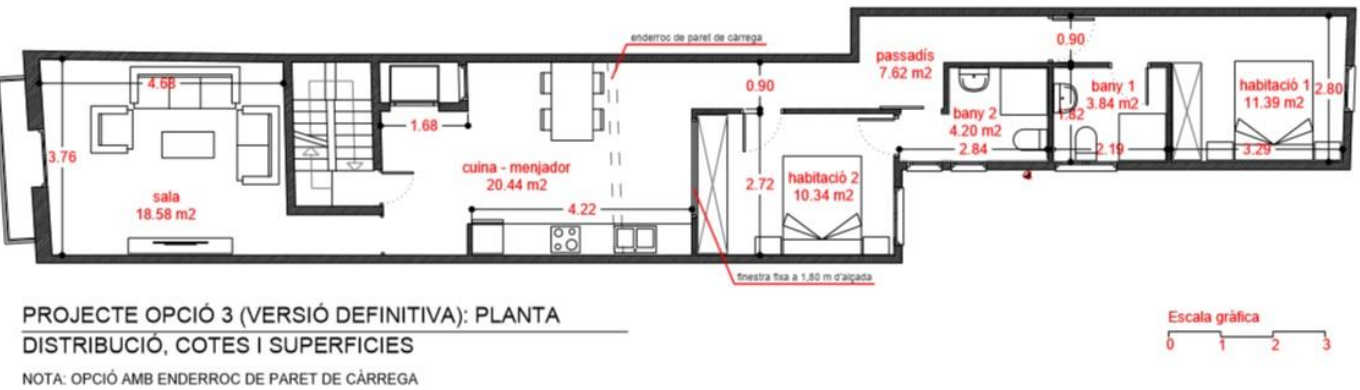 enderroc de paret de càrrega
passadís
7.62 m2
0.90
habitació 1
11.39 m2
2.80
bany 1
3.84 m2
1.82
4.68
0.90
bany 2
4.20 m2
2.84
2.19
3.29
1.68
3.76
cuina - menjador
20.44 m2
2.72
habitació 2
10.34 m2
sala
18.58 m2
4.22
finestra fixa a 1,80 m d'alçada
PROJECTE OPCIÓ 3 (VERSIÓ DEFINITIVA): PLANTA
DISTRIBUCIÓ, COTES I SUPERFICIES
NOTA: OPCIÓ AMB ENDERROC DE PARET DE CÀRREGA
Escala gràfica
0 1 2 3